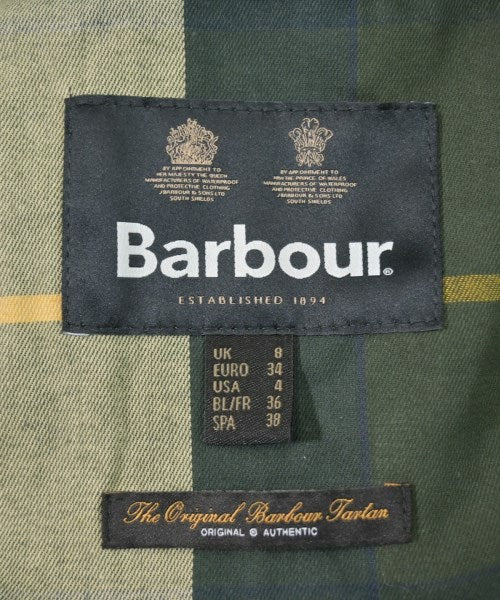 BY APPOINTMENT TO
HER MAJESTY THE QUEEN
MANUFACTURERS OF WATERPROOF
AND PROTECTIVE CLOTHING
J BARBOUR & SONS LTD
SOUTH SHIELDS
BY APPOINTMENT TO
HRH THE PRINCE OF WALES
MANUFACTURERS OF WATERPROOF
AND PROTECTIVE CLOTHING
J BARBOUR & SONS LTD
SOUTH SHIELDS
Barbour®
ESTABLISHED 1894
UK 8
EURO 34
USA 4
BL/FR 36
SPA 38
The Original Barbour Tartan
ORIGINAL & AUTHENTIC